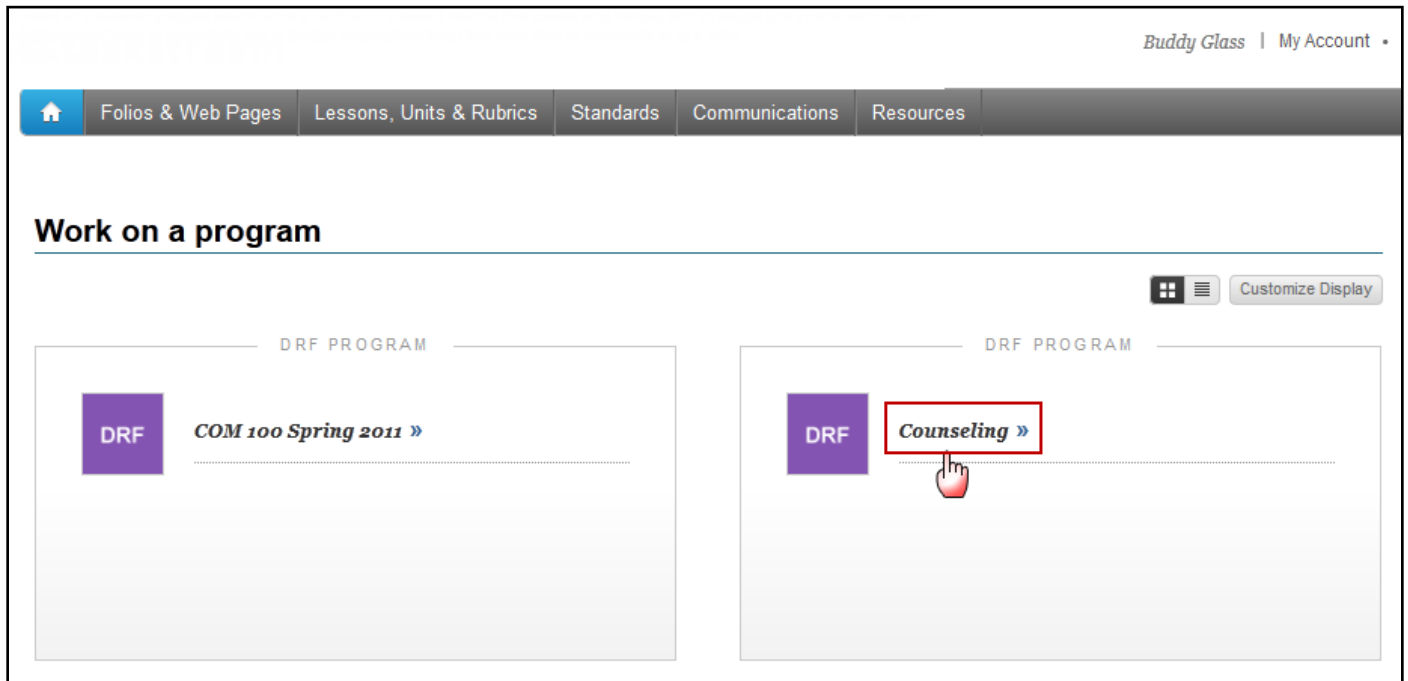 Buddy Glass | My Account
Folios & Web Pages Lessons, Units & Rubrics Standards Communications Resources
Work on a program
Customize Display
DRF PROGRAM
DRF COM 100 Spring 2011 »
DRF PROGRAM
DRF Counseling »